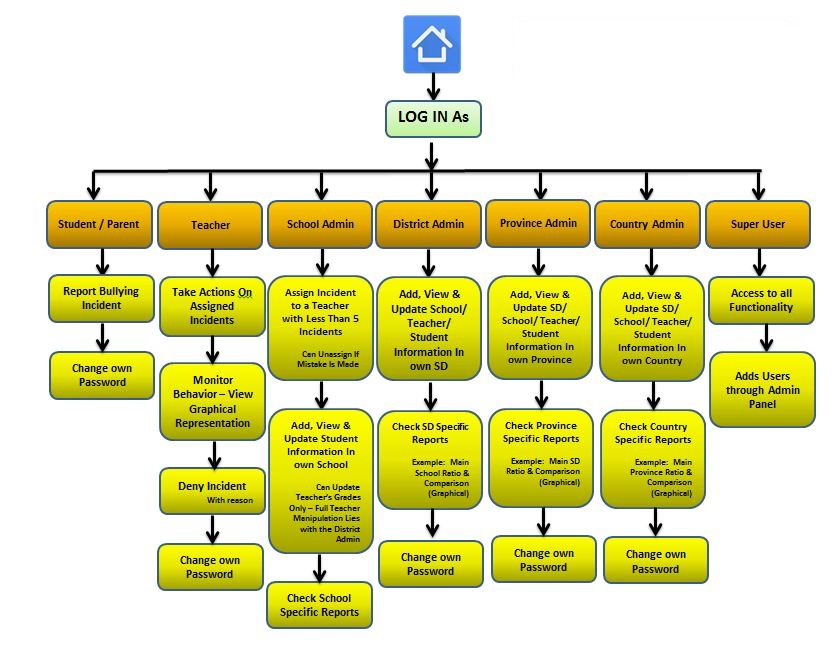 LOG IN As
Student / Parent
Teacher
School Admin
District Admin
Province Admin
Country Admin
Super User
Report Bullying
Incident
Change own
Password
Take Actions On
Assigned
Incidents
Monitor
Behavior – View
Graphical
Representation
Deny Incident
With reason
Change own
Password
Assign Incident
to a Teacher
with Less Than 5
Incidents
Can Unassign If
Mistake Is Made
Add, View &
Update Student
Information In
own School
Can Update
Teacher's Grades
Only – Full Teacher
Manipulation Lies
with the District
Admin
Check School
Specific Reports
Add, View &
Update School/
Teacher/
Student
Information In
own SD
Check SD Specific
Reports
Example: Main
School Ratio &
Comparison
(Graphical)
Change own
Password
Add, View &
Update SD/
School/ Teacher/
Student
Information In
own Province
Check Province
Specific Reports
Example: Main SD
Ratio & Comparison
(Graphical)
Change own
Password
Add, View &
Update SD/
School/ Teacher/
Student
Information In
own Country
Check Country
Specific Reports
Example: Main
Province Ratio &
Comparison
(Graphical)
Change own
Password
Access to all
Functionality
Adds Users
through Admin
Panel